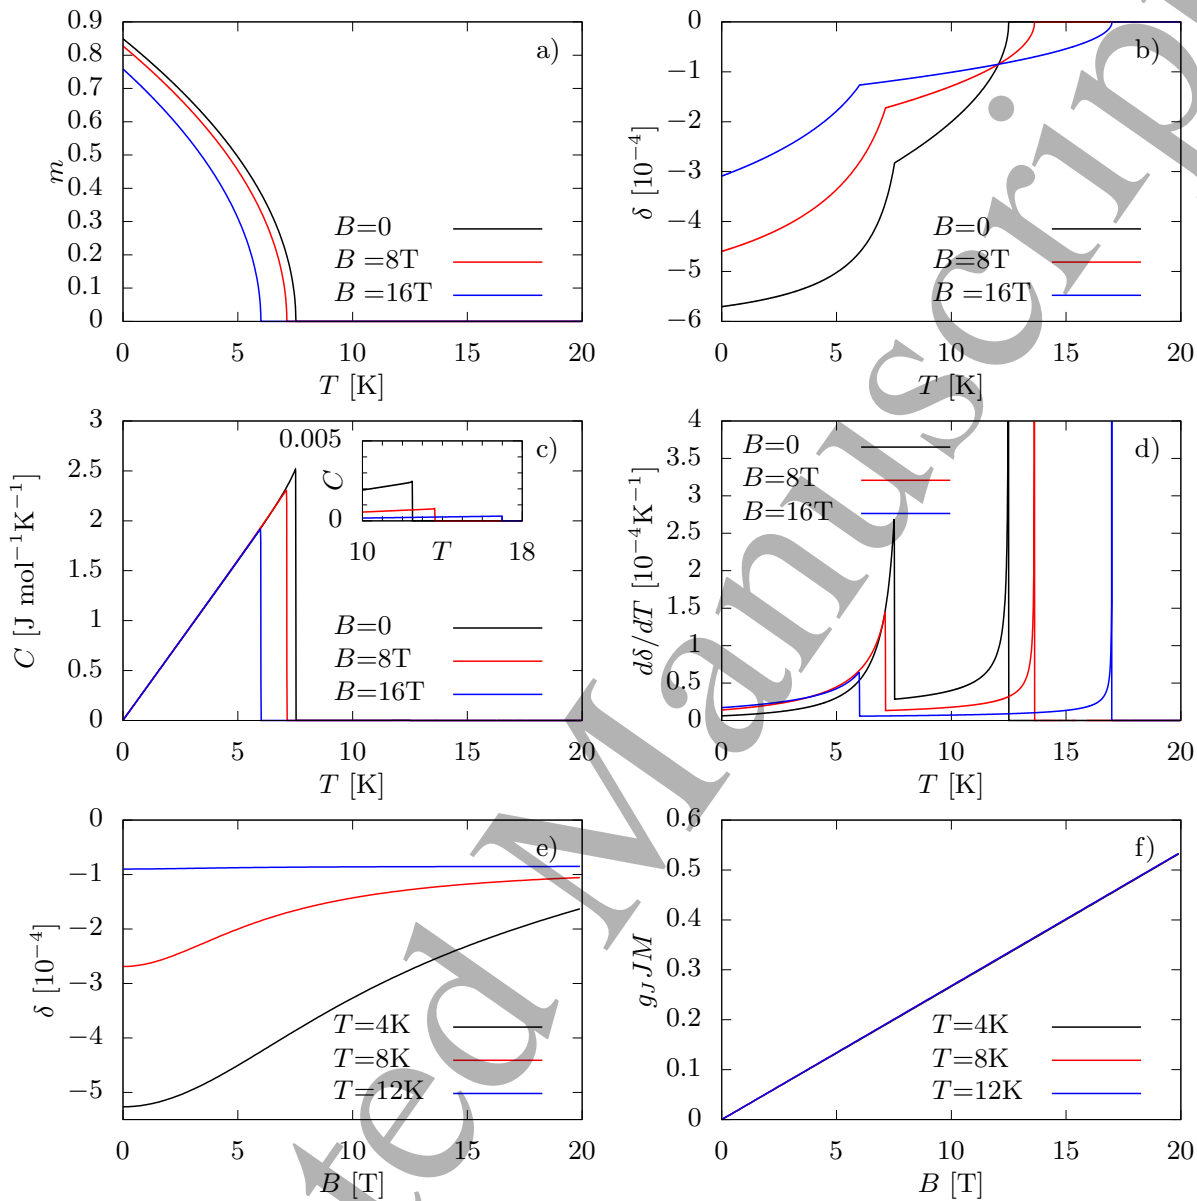 a)
0.9
0.8
0.7
0.6
0.5
0.4
0.3
0.2
0.1
0
m
B=0
B =8T
B =16T
0 5 10 15 20
T [K]
b)
0
−1
−2
−3
−4
−5
−6
δ [10⁻⁴]
B=0
B=8T
B =16T
0 5 10 15 20
T [K]
c)
3
2.5
2
1.5
1
0.5
0
C [J mol⁻¹K⁻¹]
0.005
0
C
10 T 18
B=0
B=8T
B=16T
0 5 10 15 20
T [K]
d)
4
3.5
3
2.5
2
1.5
1
0.5
0
dδ/dT [10⁻⁴K⁻¹]
B=0
B=8T
B=16T
0 5 10 15 20
T [K]
e)
0
−1
−2
−3
−4
−5
δ [10⁻⁴]
T=4K
T=8K
T=12K
0 5 10 15 20
B [T]
f)
0.6
0.5
0.4
0.3
0.2
0.1
0
g_J JM
T=4K
T=8K
T=12K
0 5 10 15 20
B [T]
ted Manuscrip